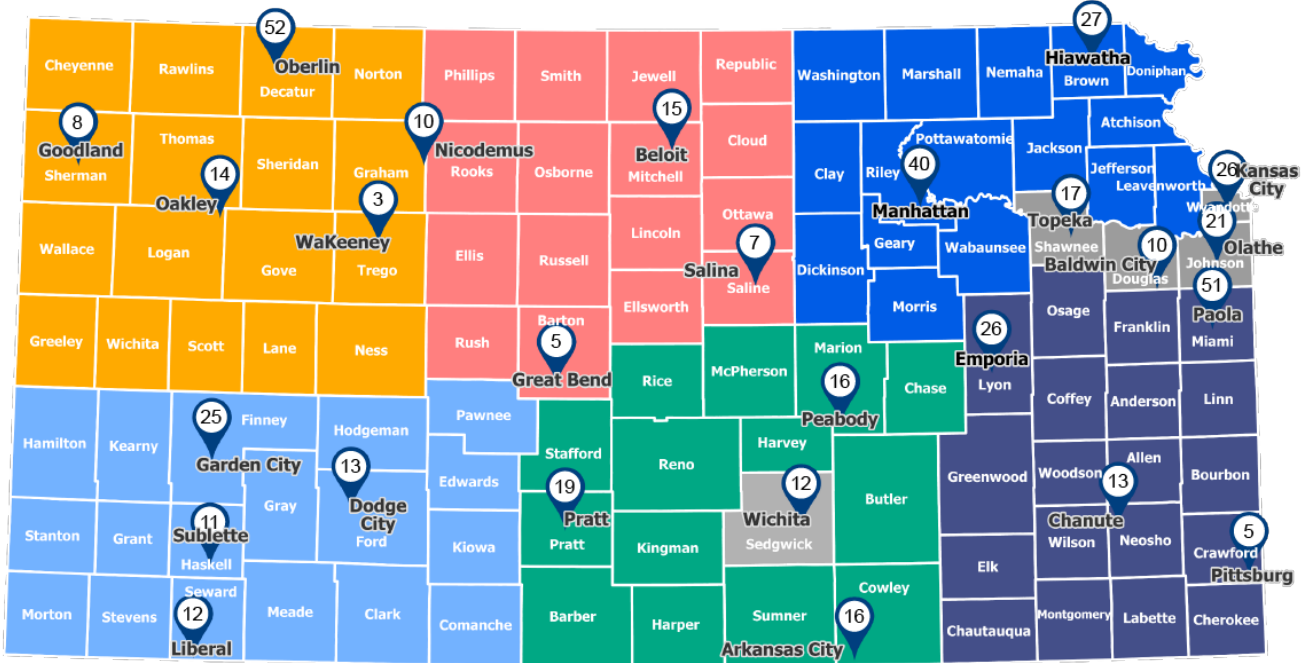 52
27
Oberlin
Hiawatha
Cheyenne
Rawlins
Decatur
Norton
Phillips
Smith
Jewell
Republic
Washington
Marshall
Nemaha
Brown
Doniphan
8
10
15
Goodland
Sherman
Thomas
Sheridan
Graham
Nicodemus
Rooks
Osborne
Beloit
Mitchell
Cloud
Clay
Riley
Pottawatomie
Jackson
Atchison
Jefferson
Leavenworth
14
Oakley
3
WaKeeney
40
Manhattan
17
Topeka
Shawnee
26
Kansas
City
Wyandotte
21
Olathe
Johnson
10
Baldwin City
Douglas
Wallace
Logan
Gove
Trego
Ellis
Russell
Lincoln
Ottawa
7
Salina
Saline
Dickinson
Geary
Wabaunsee
Morris
51
Paola
Miami
Greeley
Wichita
Scott
Lane
Ness
Rush
Barton
5
Great Bend
Ellsworth
Rice
McPherson
Marion
16
Peabody
Chase
26
Emporia
Lyon
Osage
Franklin
Coffey
Anderson
Linn
Hamilton
Kearny
25
Finney
Garden City
Hodgeman
13
Dodge
City
Ford
Gray
Pawnee
Edwards
Stafford
19
Pratt
Pratt
Reno
Harvey
12
Wichita
Sedgwick
Butler
Greenwood
Woodson
Allen
13
Chanute
Bourbon
Stanton
Grant
11
Sublette
Haskell
Kiowa
Kingman
Elk
Wilson
Neosho
5
Crawford
Pittsburg
Morton
Stevens
Seward
12
Liberal
Meade
Clark
Comanche
Barber
Harper
Sumner
Cowley
16
Arkansas City
Chautauqua
Montgomery
Labette
Cherokee